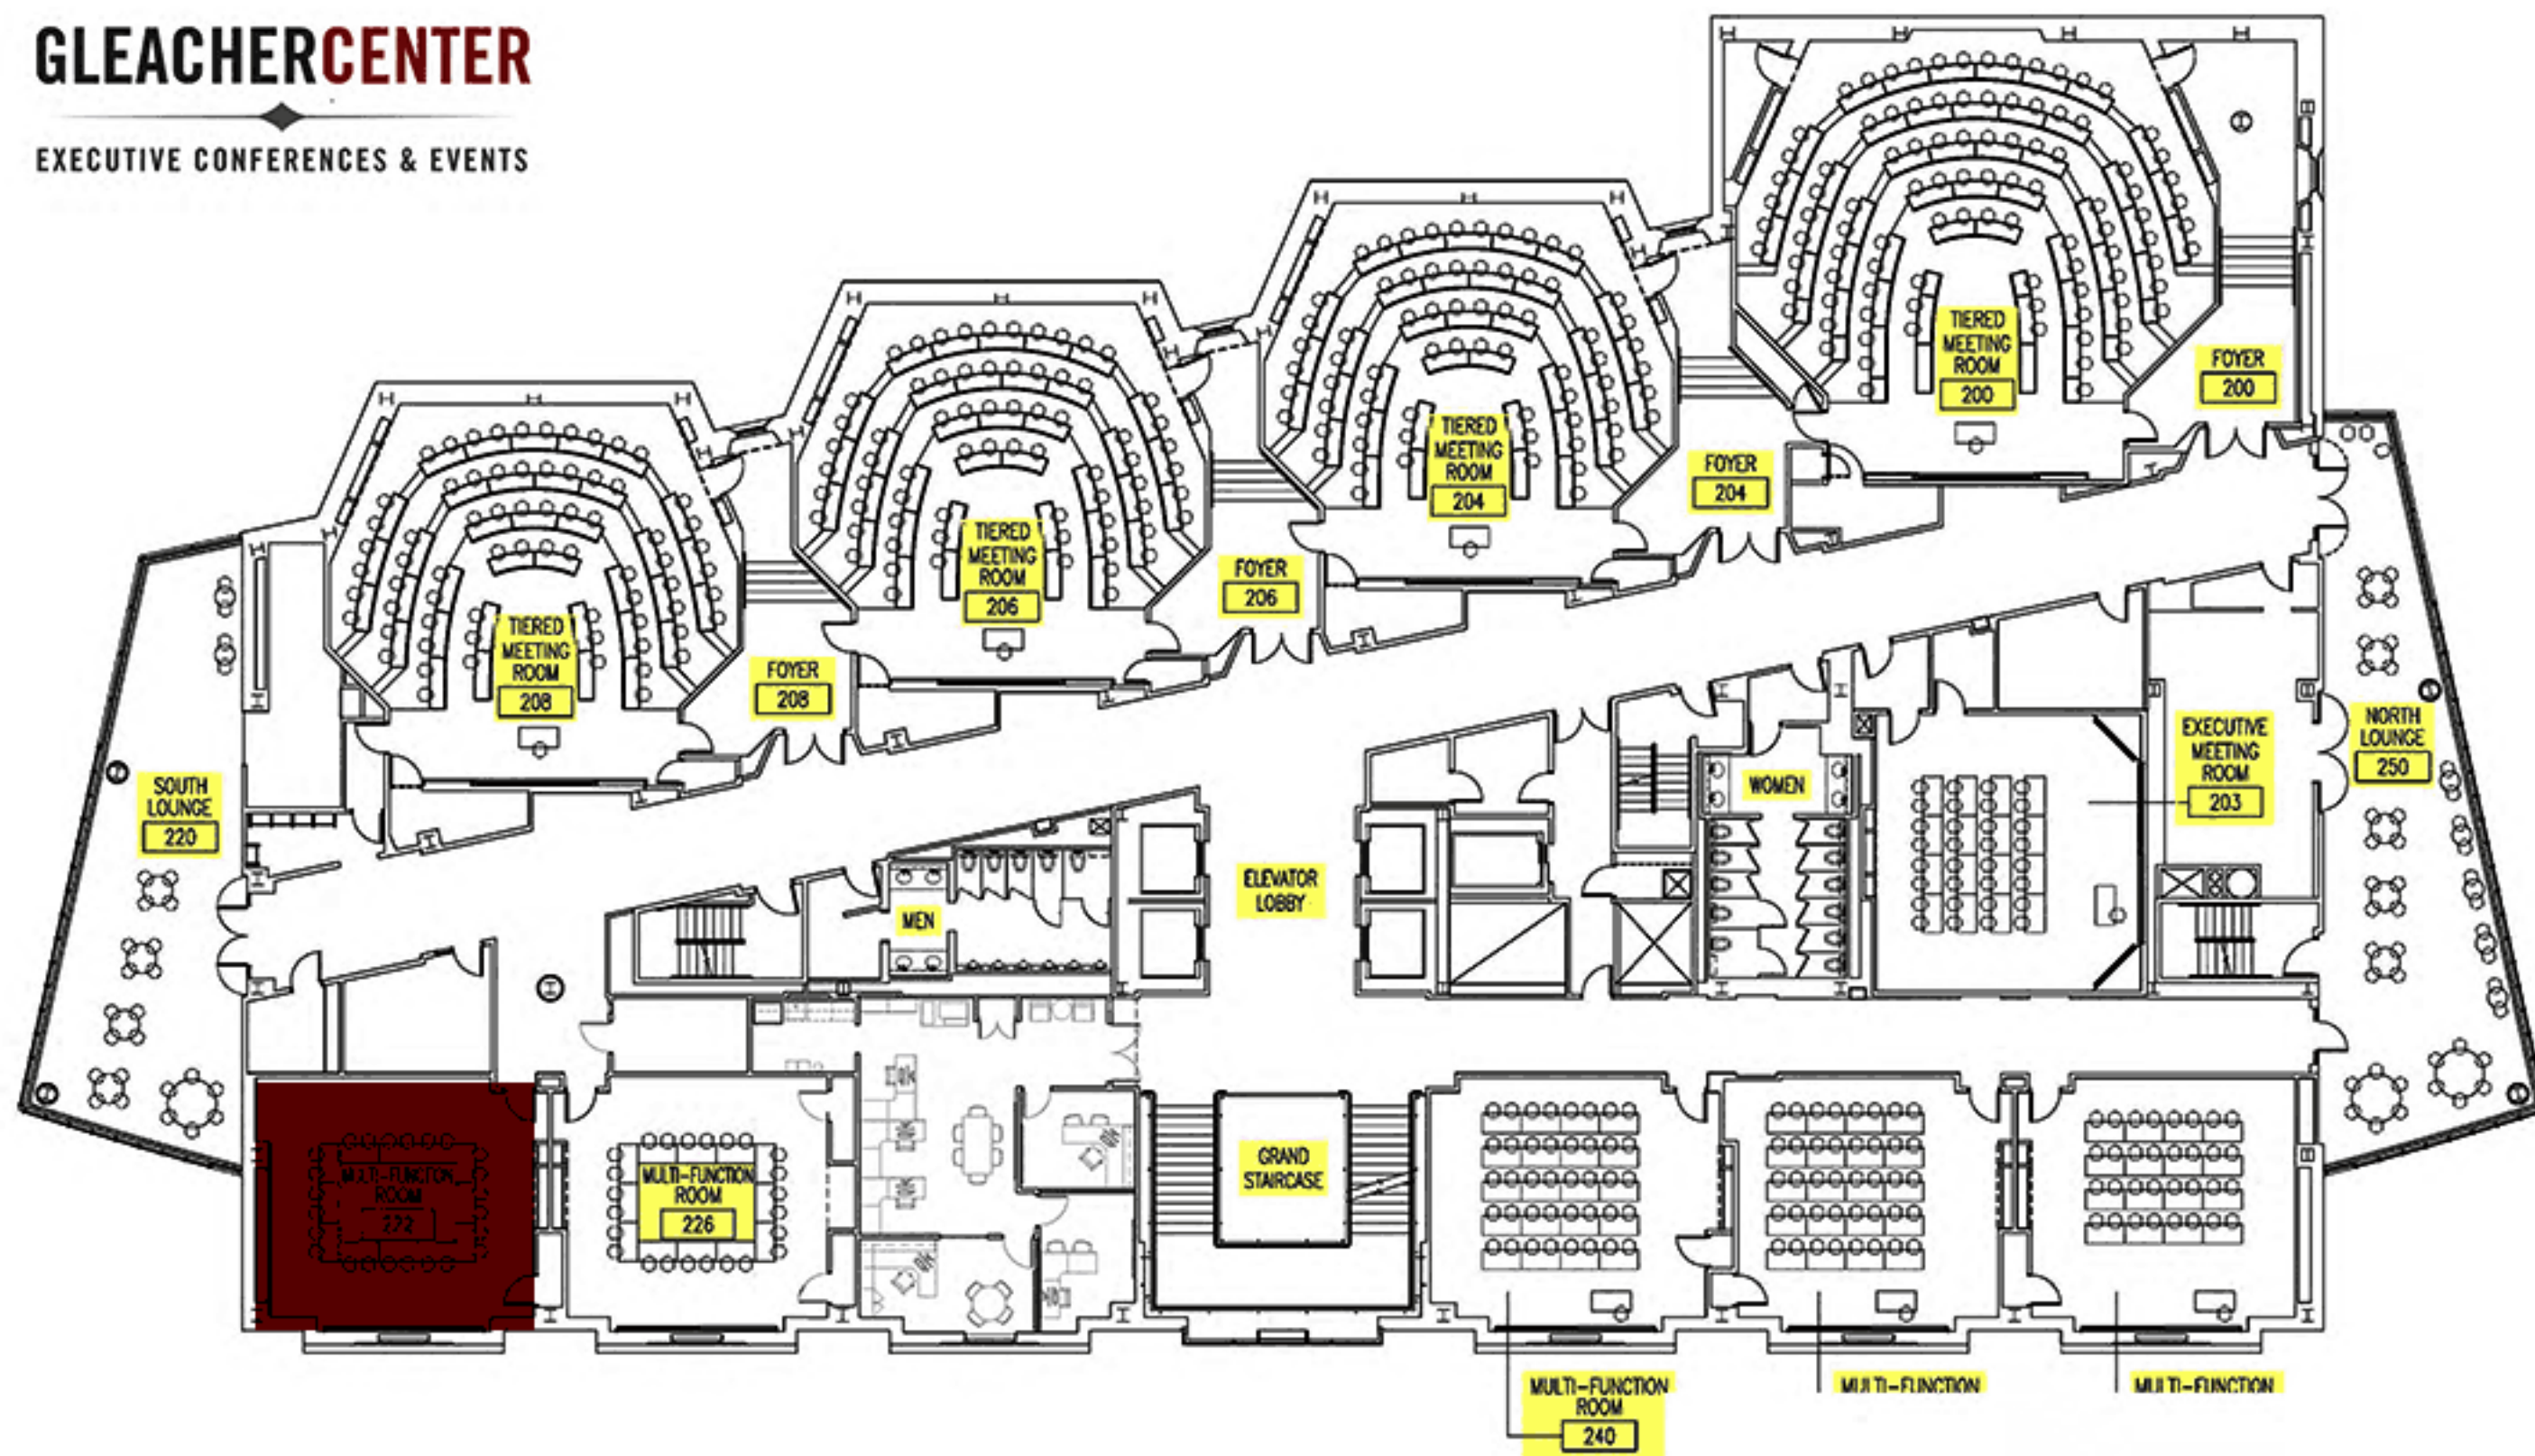 GLEACHERCENTER
EXECUTIVE CONFERENCES & EVENTS
TIERED
MEETING
ROOM
200
FOYER
200
TIERED
MEETING
ROOM
204
FOYER
204
TIERED
MEETING
ROOM
206
FOYER
206
TIERED
MEETING
ROOM
208
FOYER
208
SOUTH
LOUNGE
220
EXECUTIVE
MEETING
ROOM
203
NORTH
LOUNGE
250
WOMEN
MEN
ELEVATOR
LOBBY
MULTI-FUNCTION
ROOM
222
MULTI-FUNCTION
ROOM
226
GRAND
STAIRCASE
MULTI-FUNCTION
ROOM
240
MULTI-FUNCTION
MULTI-FUNCTION